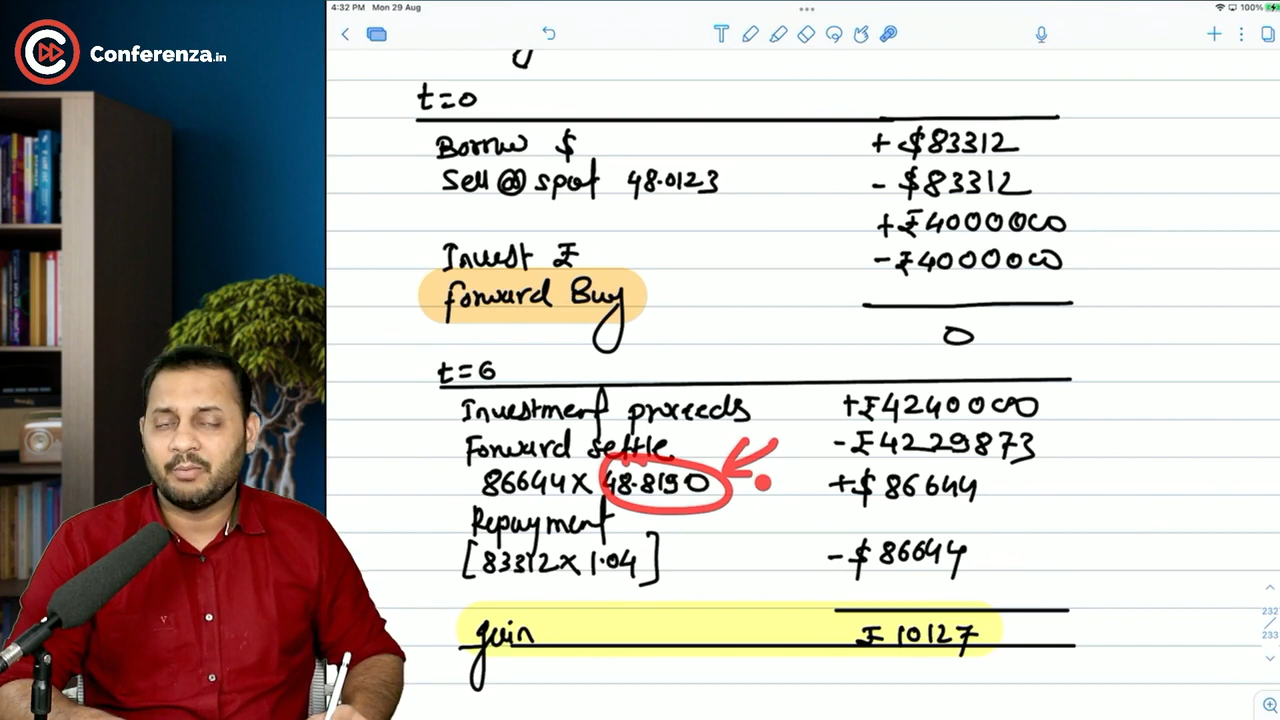 4:32 PM Mon 29 Aug
100%
Conferenza.in
t=0
Borrow $ +$83312
Sell @ spot 48.0123 -$83312
+₹4000000
Invest ₹ -₹4000000
forward Buy
0
t=6
Investment proceeds +₹4240000
Forward settle -₹4229873
86644× 48.8190 +$86644
Repayment
[83312×1.04] -$86644
232
233
gain ₹10127